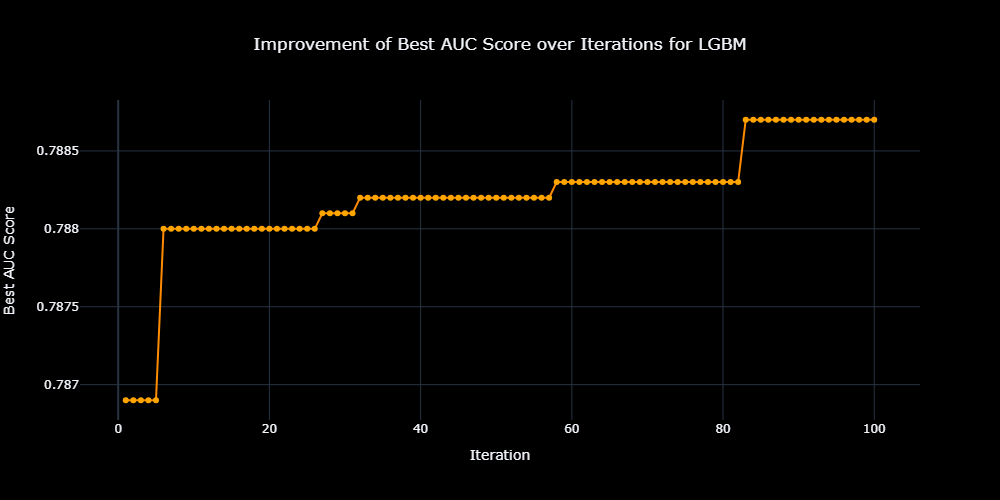 Improvement of Best AUC Score over Iterations for LGBM
Best AUC Score
0.7885
0.788
0.7875
0.787
0 20 40 60 80 100
Iteration